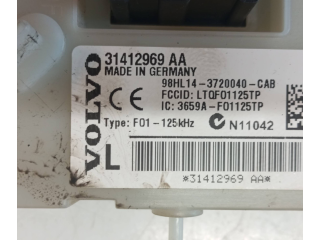 VOLVO
31412969 AA
MADE IN GERMANY
98HL14-3720040-CAB
FCCID: LTQF01125TP
IC: 3659A-F01125TP
CE
Type: F01-125kHz
N11042
VL
*31412969 AA*